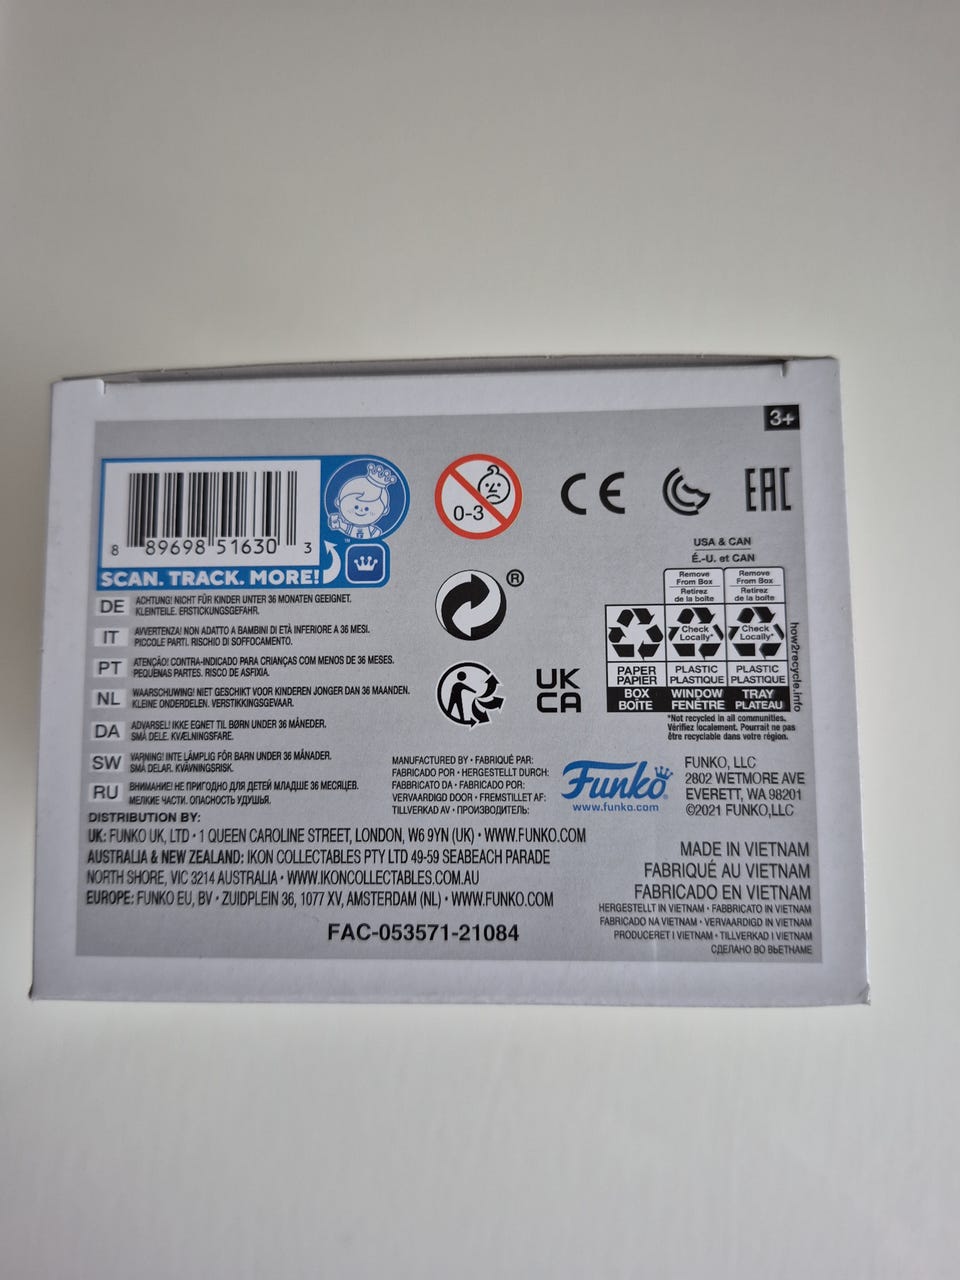 3+
8 89698 51630 3
SCAN. TRACK. MORE!
™
0-3
CE
EAC
®
UK
CA
USA & CAN
É.-U. et CAN
Remove
From Box
Retirez
de la boîte
Remove
From Box
Retirez
de la boîte
Check
Locally*
Check
Locally*
PAPER
PAPIER
PLASTIC
PLASTIQUE
PLASTIC
PLASTIQUE
BOX
BOÎTE
WINDOW
FENÊTRE
TRAY
PLATEAU
how2recycle.info
*Not recycled in all communities.
Vérifiez localement. Pourrait ne pas
être recyclable dans votre région.
DE ACHTUNG! NICHT FÜR KINDER UNTER 36 MONATEN GEEIGNET.
KLEINTEILE. ERSTICKUNGSGEFAHR.
IT AVVERTENZA! NON ADATTO A BAMBINI DI ETÀ INFERIORE A 36 MESI.
PICCOLE PARTI. RISCHIO DI SOFFOCAMENTO.
PT ATENÇÃO! CONTRA-INDICADO PARA CRIANÇAS COM MENOS DE 36 MESES.
PEQUENAS PARTES. RISCO DE ASFIXIA.
NL WAARSCHUWING! NIET GESCHIKT VOOR KINDEREN JONGER DAN 36 MAANDEN.
KLEINE ONDERDELEN. VERSTIKKINGSGEVAAR.
DA ADVARSEL! IKKE EGNET TIL BØRN UNDER 36 MÅNEDER.
SMÅ DELE. KVÆLNINGSFARE.
SW VARNING! INTE LÄMPLIG FÖR BARN UNDER 36 MÅNADER.
SMÅ DELAR. KVÄVNINGSRISK.
RU ВНИМАНИЕ! НЕ ПРИГОДНО ДЛЯ ДЕТЕЙ МЛАДШЕ 36 МЕСЯЦЕВ.
МЕЛКИЕ ЧАСТИ. ОПАСНОСТЬ УДУШЬЯ.
MANUFACTURED BY • FABRIQUÉ PAR:
FABRICADO POR • HERGESTELLT DURCH:
FABBRICATO DA • FABRICADO POR:
VERVAARDIGD DOOR • FREMSTILLET AF:
TILLVERKAD AV • ПРОИЗВОДИТЕЛЬ:
Funko
www.funko.com
FUNKO, LLC
2802 WETMORE AVE
EVERETT, WA 98201
©2021 FUNKO,LLC
DISTRIBUTION BY:
UK: FUNKO UK, LTD • 1 QUEEN CAROLINE STREET, LONDON, W6 9YN (UK) • WWW.FUNKO.COM
AUSTRALIA & NEW ZEALAND: IKON COLLECTABLES PTY LTD 49-59 SEABEACH PARADE
NORTH SHORE, VIC 3214 AUSTRALIA • WWW.IKONCOLLECTABLES.COM.AU
EUROPE: FUNKO EU, BV • ZUIDPLEIN 36, 1077 XV, AMSTERDAM (NL) • WWW.FUNKO.COM
FAC-053571-21084
MADE IN VIETNAM
FABRIQUÉ AU VIETNAM
FABRICADO EN VIETNAM
HERGESTELLT IN VIETNAM • FABBRICATO IN VIETNAM
FABRICADO NA VIETNAM • VERVAARDIGD IN VIETNAM
PRODUCERET I VIETNAM • TILLVERKAD I VIETNAM
СДЕЛАНО ВО ВЬЕТНАМЕ